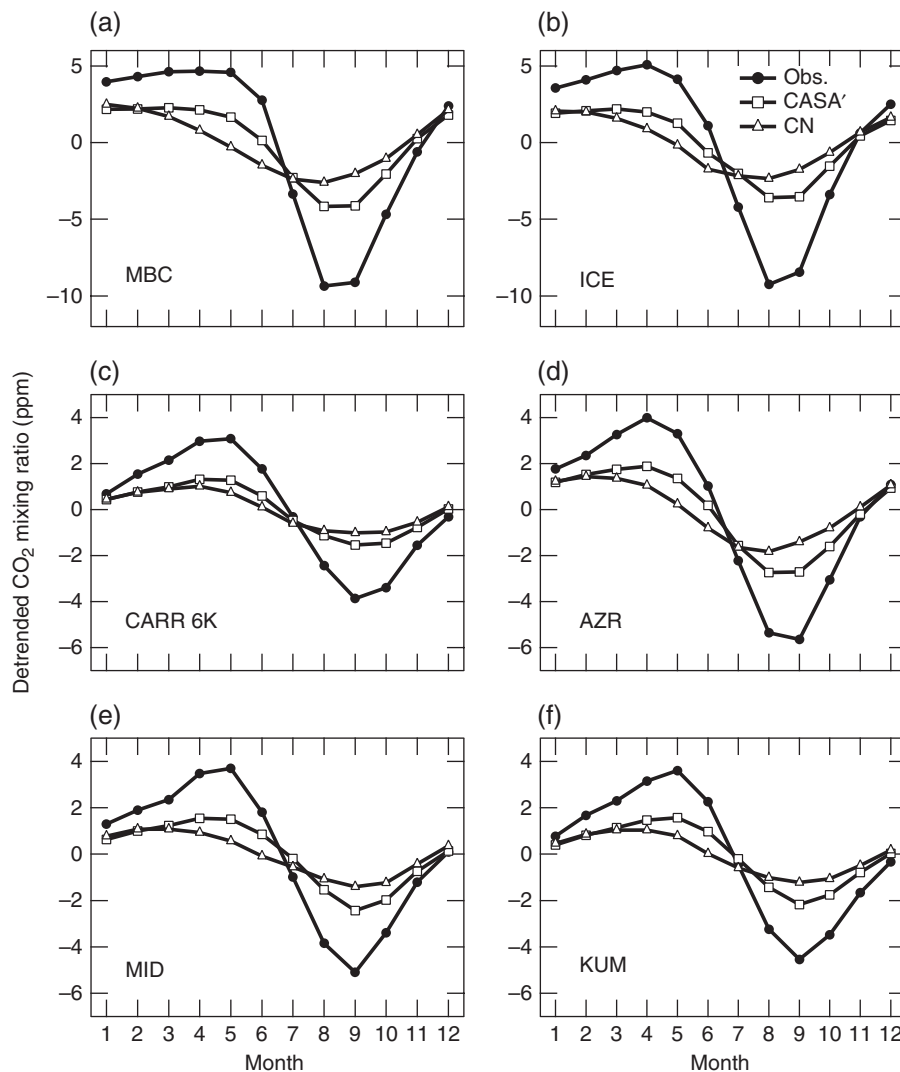 (a)
5
0
−5
−10
MBC
(b)
5
0
−5
−10
Obs.
CASA′
CN
ICE
Detrended CO₂ mixing ratio (ppm)
(c)
4
2
0
−2
−4
−6
CARR 6K
(d)
4
2
0
−2
−4
−6
AZR
(e)
4
2
0
−2
−4
−6
MID
1 2 3 4 5 6 7 8 9 10 11 12
Month
(f)
4
2
0
−2
−4
−6
KUM
1 2 3 4 5 6 7 8 9 10 11 12
Month